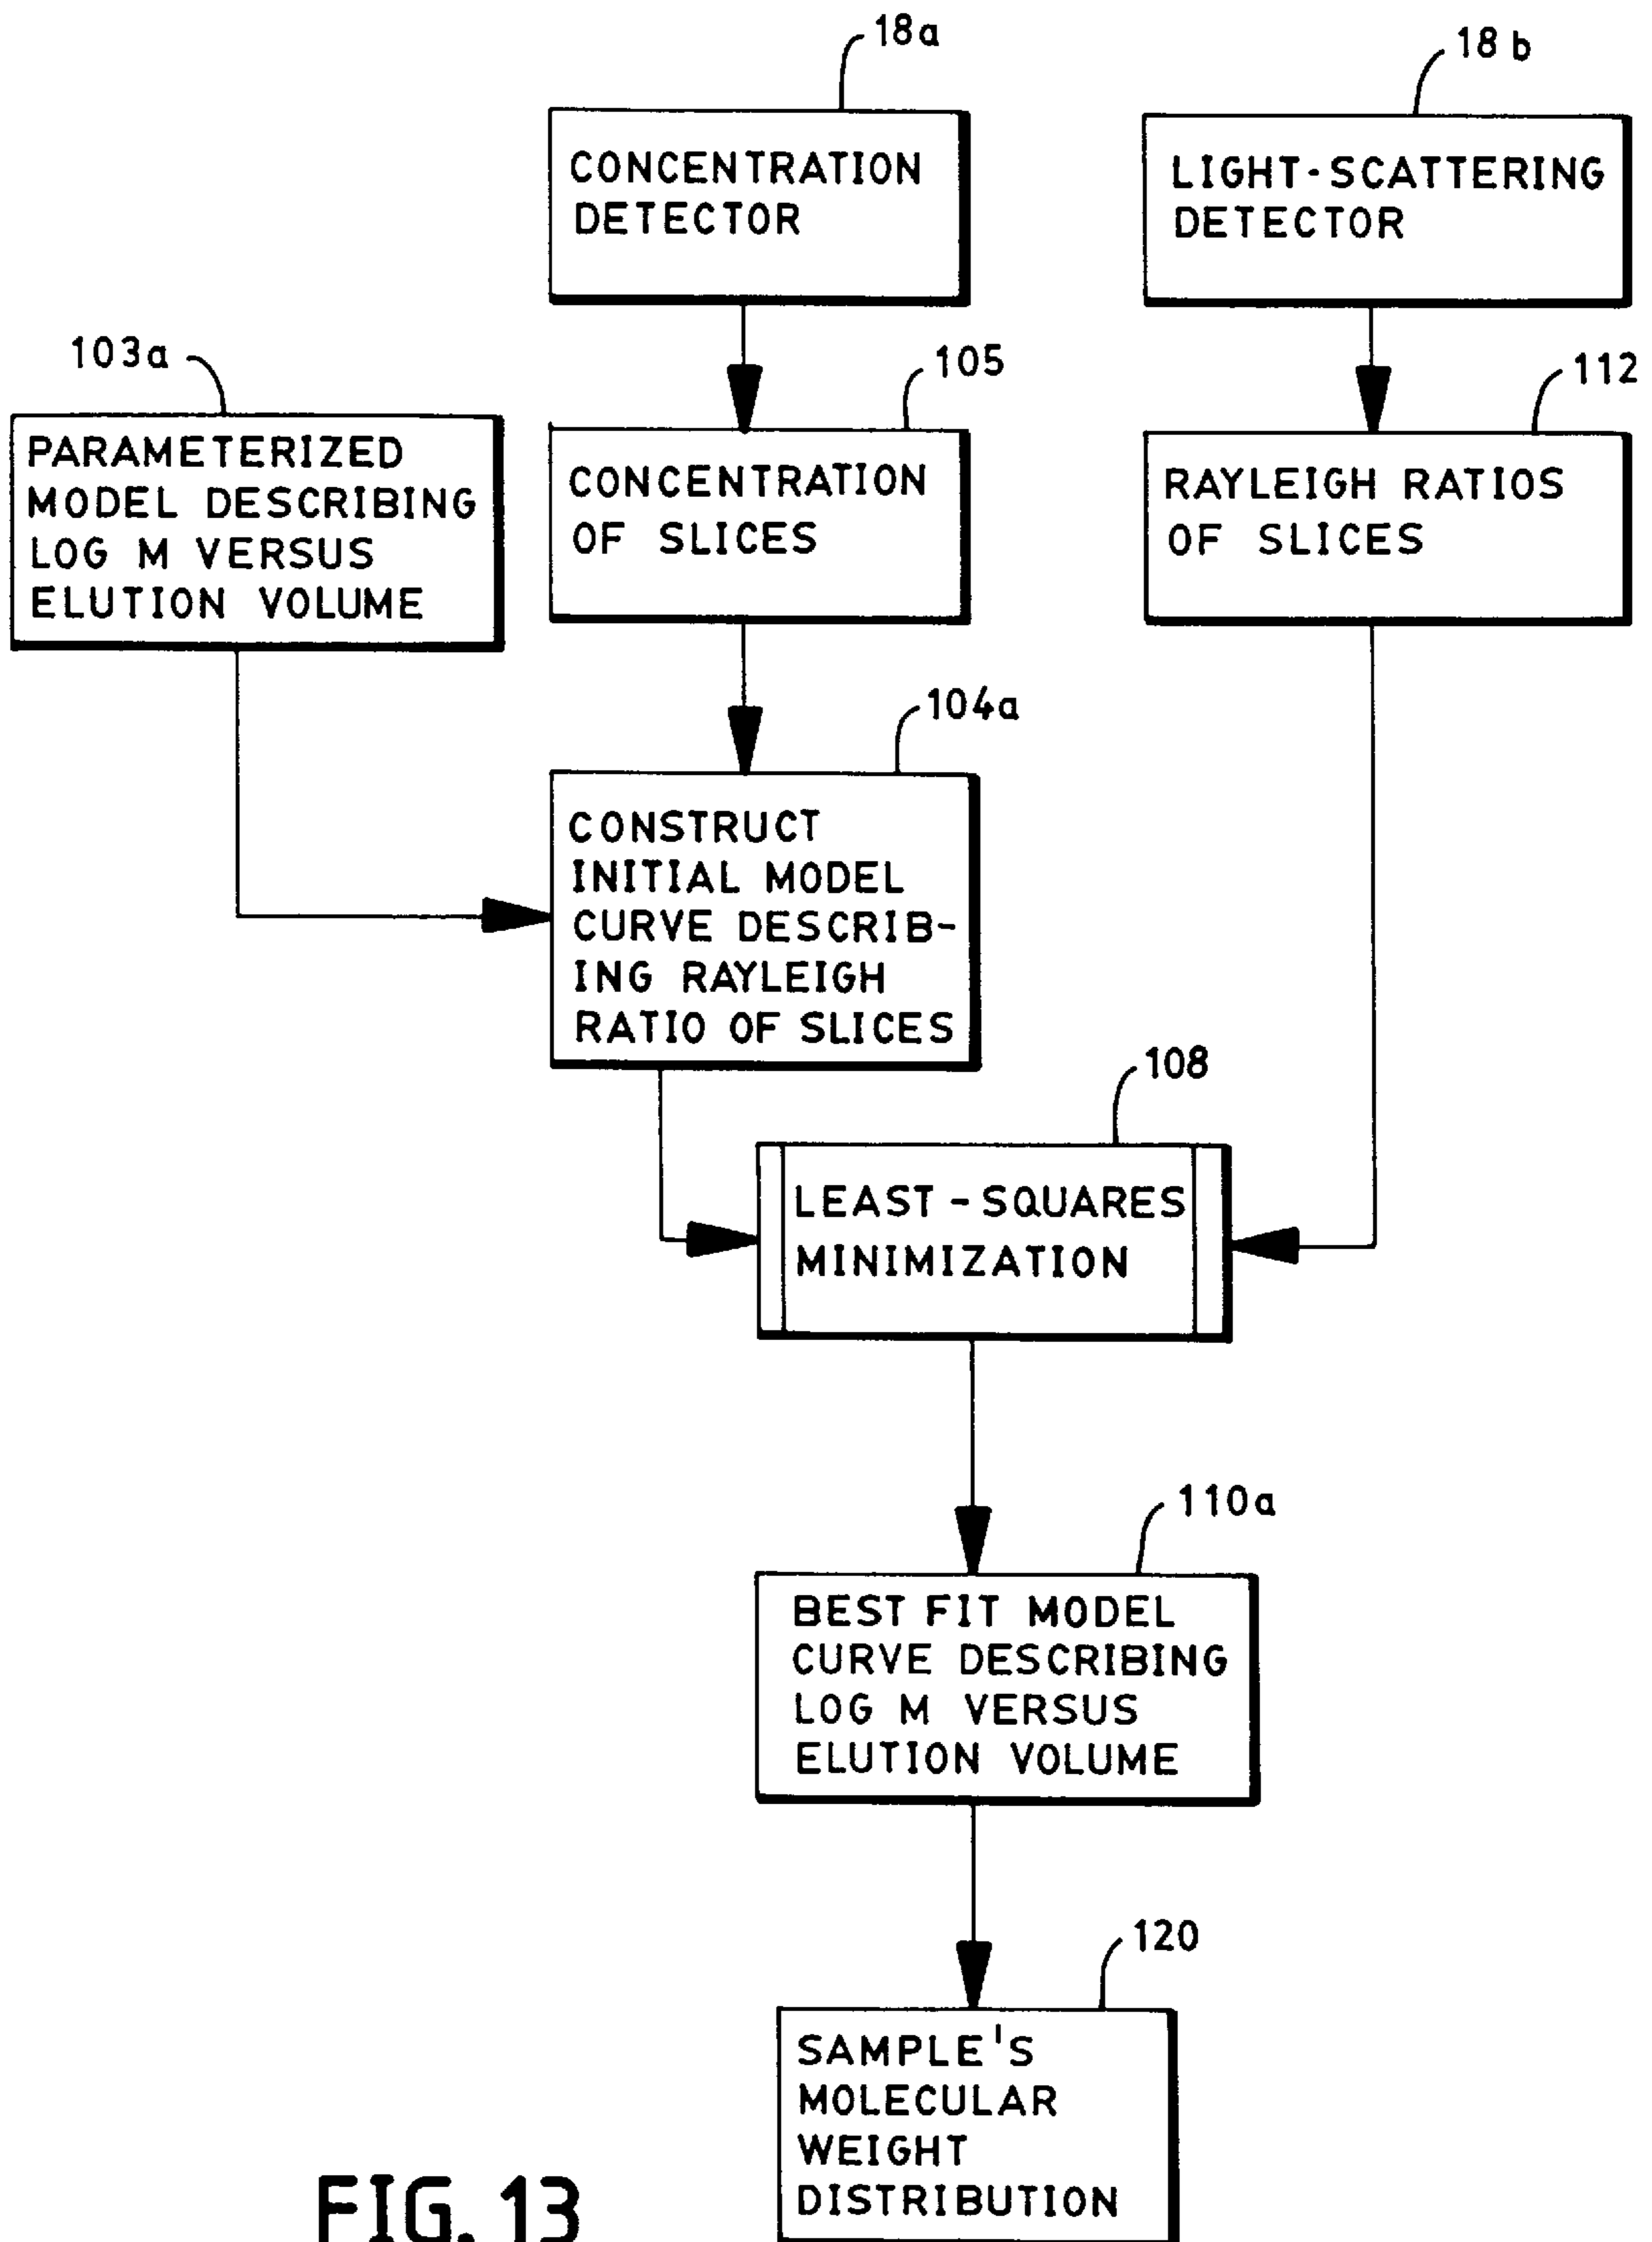 18a
CONCENTRATION
DETECTOR
18b
LIGHT-SCATTERING
DETECTOR
103a
PARAMETERIZED
MODEL DESCRIBING
LOG M VERSUS
ELUTION VOLUME
105
CONCENTRATION
OF SLICES
112
RAYLEIGH RATIOS
OF SLICES
104a
CONSTRUCT
INITIAL MODEL
CURVE DESCRIB-
ING RAYLEIGH
RATIO OF SLICES
108
LEAST-SQUARES
MINIMIZATION
110a
BEST FIT MODEL
CURVE DESCRIBING
LOG M VERSUS
ELUTION VOLUME
120
SAMPLE'S
MOLECULAR
WEIGHT
DISTRIBUTION
FIG. 13